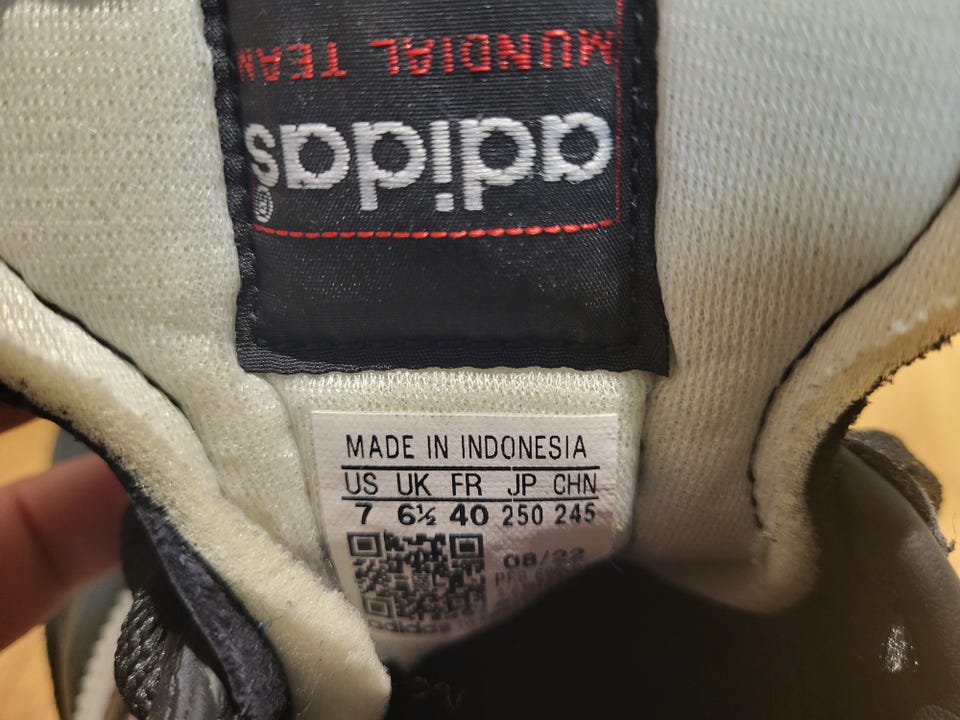 MUNDIAL TEAM
adidas®
MADE IN INDONESIA
US UK FR JP CHN
7 6½ 40 250 245
08/22
adidas